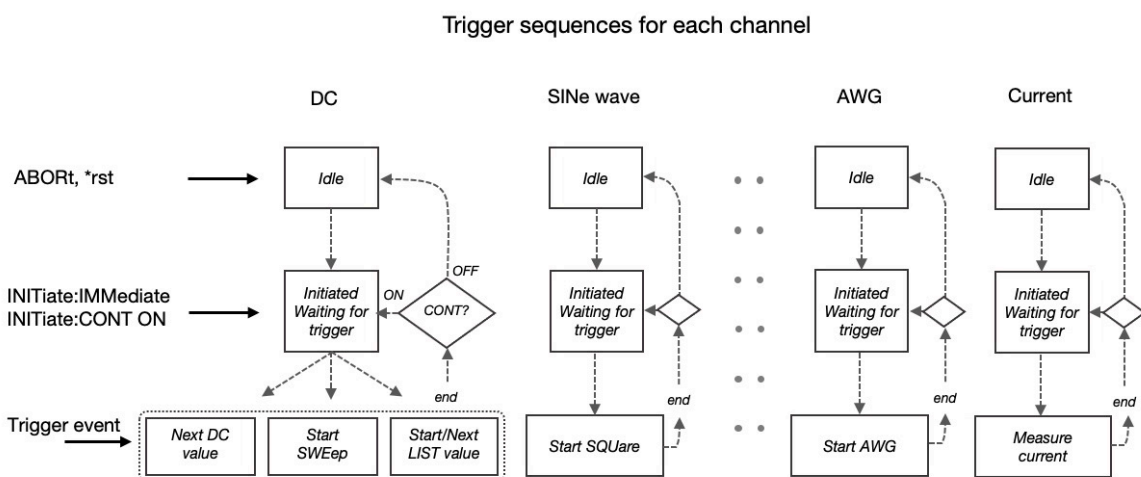 Trigger sequences for each channel
DC
SINe wave
AWG
Current
ABORt, *rst
Idle
Idle
Idle
Idle
OFF
INITiate:IMMediate
INITiate:CONT ON
Initiated
Waiting for
trigger
ON
CONT?
Initiated
Waiting for
trigger
Initiated
Waiting for
trigger
Initiated
Waiting for
trigger
end
end
end
end
Trigger event
Next DC
value
Start
SWEep
Start/Next
LIST value
Start SQUare
Start AWG
Measure
current